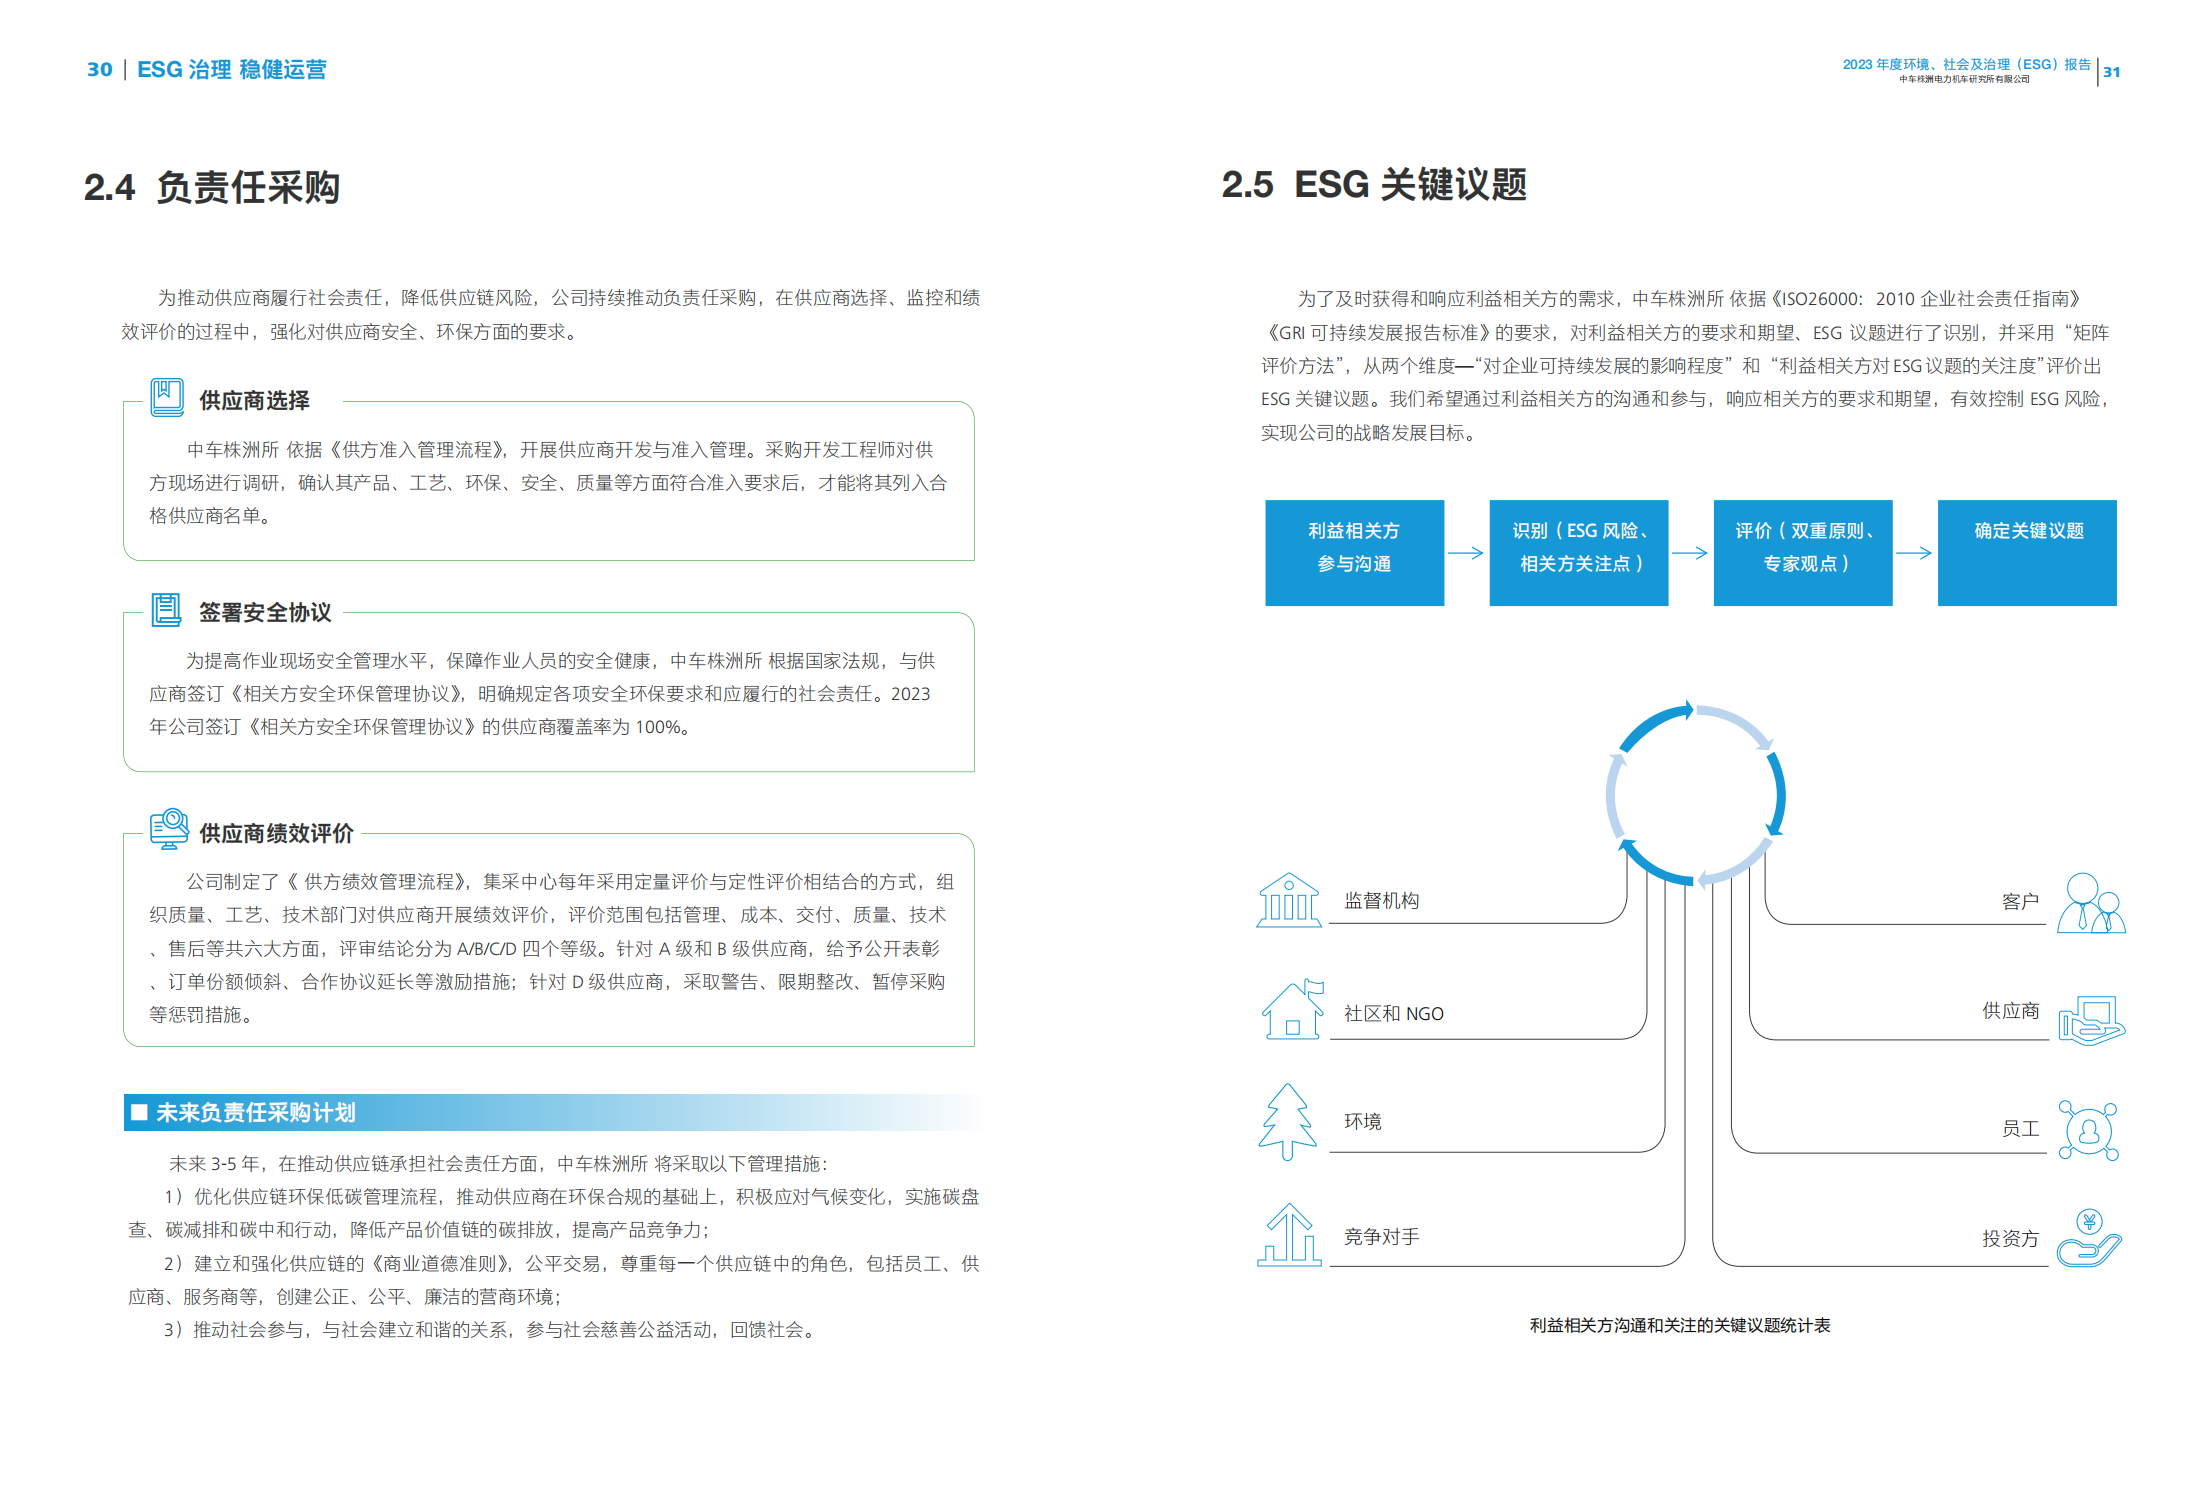 30 | ESG 治理 稳健运营
2.4 负责任采购
为推动供应商履行社会责任，降低供应链风险，公司持续推动负责任采购，在供应商选择、监控和绩
效评价的过程中，强化对供应商安全、环保方面的要求。
供应商选择
中车株洲所 依据《供方准入管理流程》，开展供应商开发与准入管理。采购开发工程师对供
方现场进行调研，确认其产品、工艺、环保、安全、质量等方面符合准入要求后，才能将其列入合
格供应商名单。
签署安全协议
为提高作业现场安全管理水平，保障作业人员的安全健康，中车株洲所 根据国家法规，与供
应商签订《相关方安全环保管理协议》，明确规定各项安全环保要求和应履行的社会责任。2023
年公司签订《相关方安全环保管理协议》的供应商覆盖率为 100%。
供应商绩效评价
公司制定了《 供方绩效管理流程》，集采中心每年采用定量评价与定性评价相结合的方式，组
织质量、工艺、技术部门对供应商开展绩效评价，评价范围包括管理、成本、交付、质量、技术
、售后等共六大方面，评审结论分为 A/B/C/D 四个等级。针对 A 级和 B 级供应商，给予公开表彰
、订单份额倾斜、合作协议延长等激励措施；针对 D 级供应商，采取警告、限期整改、暂停采购
等惩罚措施。
■ 未来负责任采购计划
未来 3-5 年，在推动供应链承担社会责任方面，中车株洲所 将采取以下管理措施：
1）优化供应链环保低碳管理流程，推动供应商在环保合规的基础上，积极应对气候变化，实施碳盘
查、碳减排和碳中和行动，降低产品价值链的碳排放，提高产品竞争力；
2）建立和强化供应链的《商业道德准则》，公平交易，尊重每一个供应链中的角色，包括员工、供
应商、服务商等，创建公正、公平、廉洁的营商环境；
3）推动社会参与，与社会建立和谐的关系，参与社会慈善公益活动，回馈社会。
2023 年度环境、社会及治理（ESG）报告
中车株洲电力机车研究所有限公司
31
2.5 ESG 关键议题
为了及时获得和响应利益相关方的需求，中车株洲所 依据《ISO26000：2010 企业社会责任指南》
《GRI 可持续发展报告标准》的要求，对利益相关方的要求和期望、ESG 议题进行了识别，并采用“矩阵
评价方法”，从两个维度—“对企业可持续发展的影响程度”和“利益相关方对 ESG 议题的关注度”评价出
ESG 关键议题。我们希望通过利益相关方的沟通和参与，响应相关方的要求和期望，有效控制 ESG 风险，
实现公司的战略发展目标。
利益相关方
参与沟通
识别（ESG 风险、
相关方关注点）
评价（双重原则、
专家观点）
确定关键议题
监督机构
社区和 NGO
环境
竞争对手
客户
供应商
员工
投资方
利益相关方沟通和关注的关键议题统计表